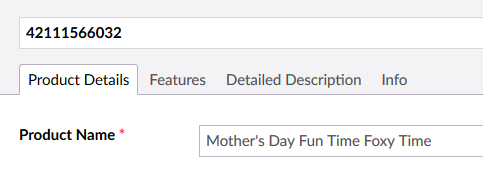 42111566032
Product Details Features Detailed Description Info
Product Name * Mother's Day Fun Time Foxy Time